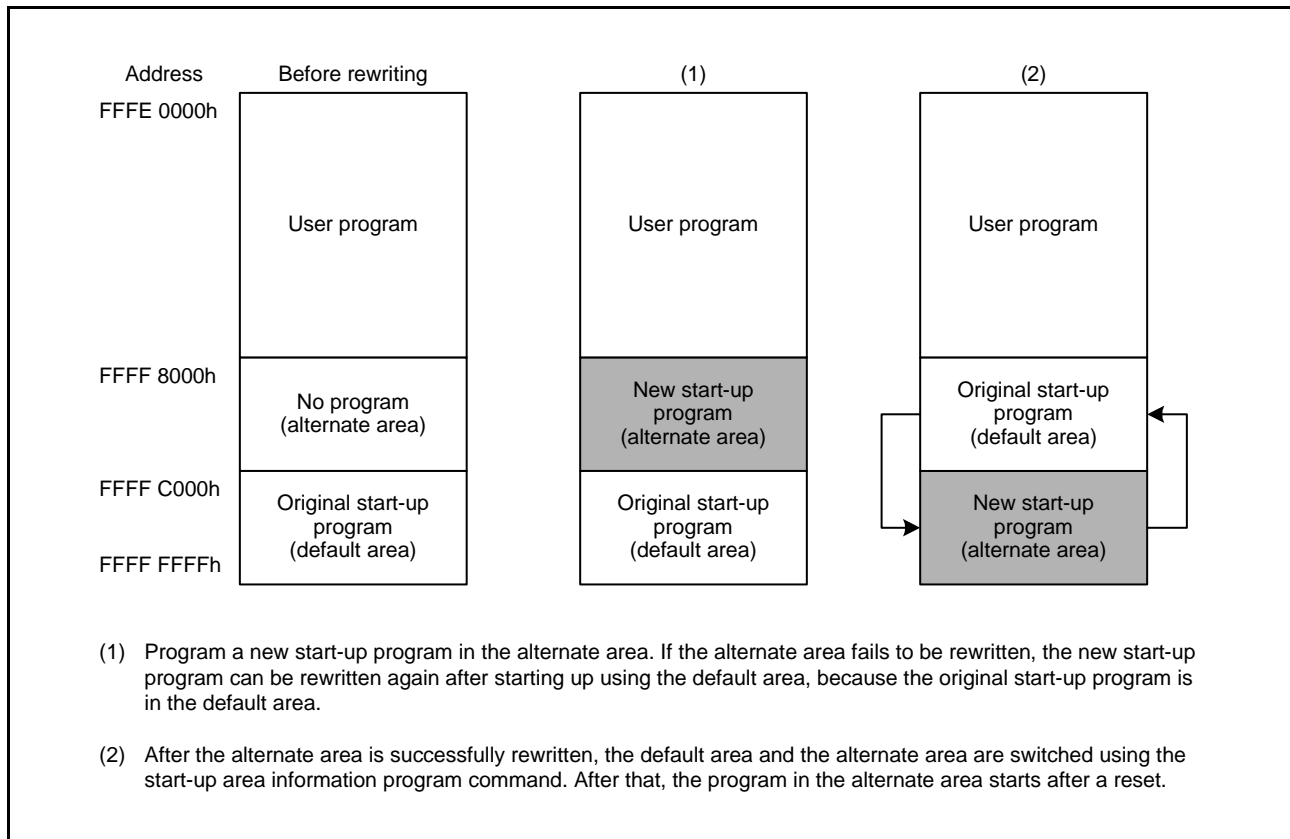 Address
Before rewriting
(1)
(2)
FFFE 0000h
User program
User program
User program
FFFF 8000h
No program
(alternate area)
New start-up
program
(alternate area)
Original start-up
program
(default area)
FFFF C000h
Original start-up
program
(default area)
Original start-up
program
(default area)
New start-up
program
(alternate area)
FFFF FFFFh
(1) Program a new start-up program in the alternate area. If the alternate area fails to be rewritten, the new start-up
program can be rewritten again after starting up using the default area, because the original start-up program is
in the default area.
(2) After the alternate area is successfully rewritten, the default area and the alternate area are switched using the
start-up area information program command. After that, the program in the alternate area starts after a reset.